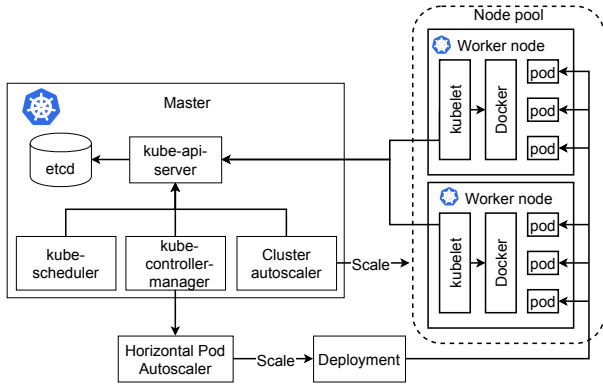 Node pool
Worker node
kubelet
Docker
pod
pod
pod
Master
etcd
kube-api-
server
Worker node
kubelet
Docker
pod
pod
pod
kube-
scheduler
kube-
controller-
manager
Cluster
autoscaler
Scale
Horizontal Pod
Autoscaler
Scale
Deployment